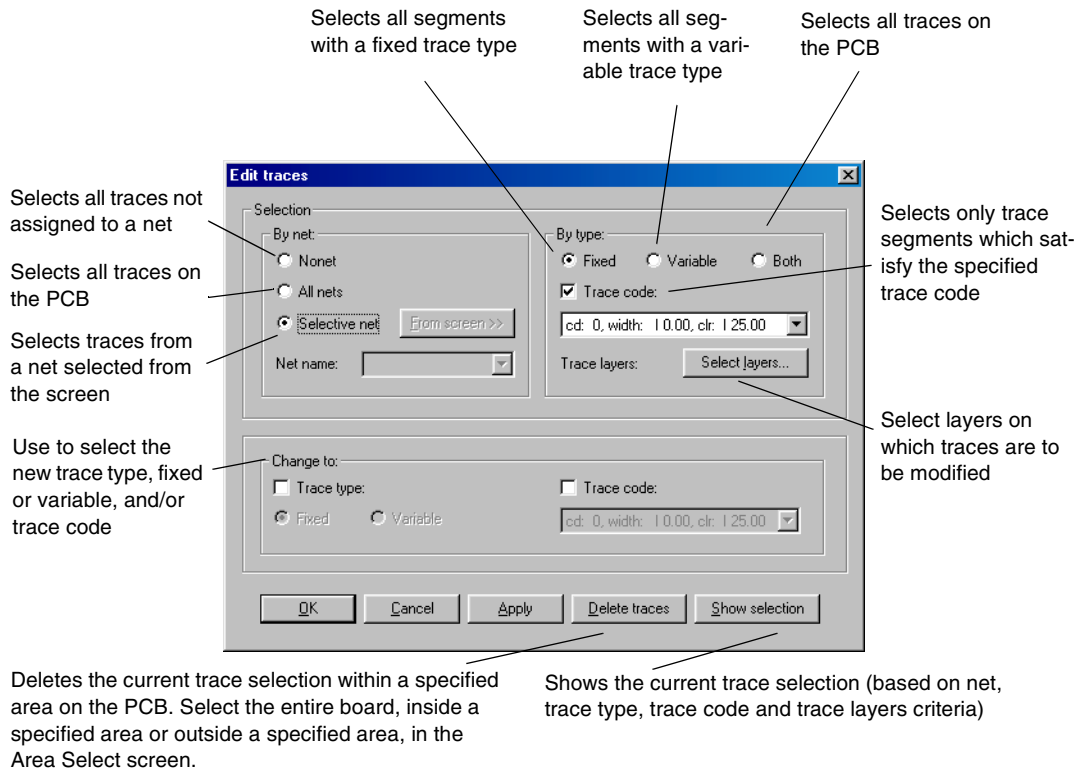 Selects all segments
with a fixed trace type
Selects all seg-
ments with a vari-
able trace type
Selects all traces on
the PCB
Edit traces
Selects all traces not
assigned to a net
Selects all traces on
the PCB
Selects traces from
a net selected from
the screen
Use to select the
new trace type, fixed
or variable, and/or
trace code
Selection
By net:
Nonet
All nets
Selective net
From screen >>
Net name:
By type:
Fixed Variable Both
Trace code:
cd: 0, width: I 0.00, clr: I 25.00
Trace layers:
Select layers...
Selects only trace
segments which sat-
isfy the specified
trace code
Select layers on
which traces are to
be modified
Change to:
Trace type:
Fixed Variable
Trace code:
cd: 0, width: I 0.00, clr: I 25.00
OK Cancel Apply Delete traces Show selection
Deletes the current trace selection within a specified
area on the PCB. Select the entire board, inside a
specified area or outside a specified area, in the
Area Select screen.
Shows the current trace selection (based on net,
trace type, trace code and trace layers criteria)